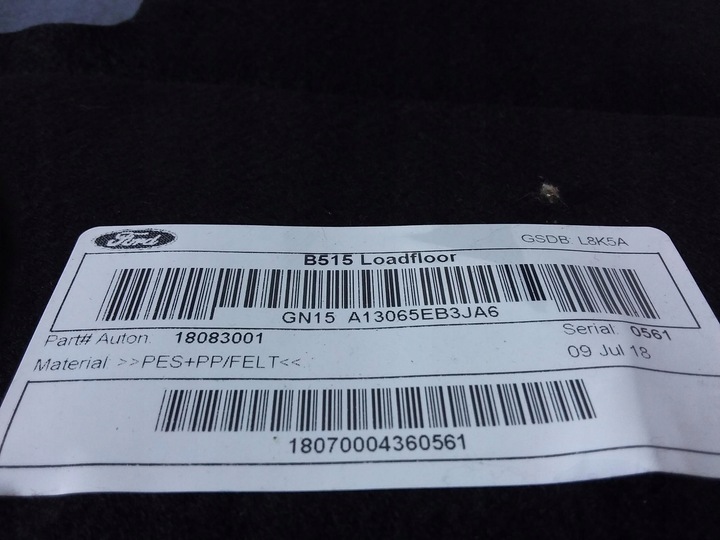 Ford
GSDB: L8K5A
B515 Loadfloor
GN15 A13065EB3JA6
Part# Auton. 18083001
Serial. 0561
Material >>PES+PP/FELT<<
09 Jul 18
18070004360561